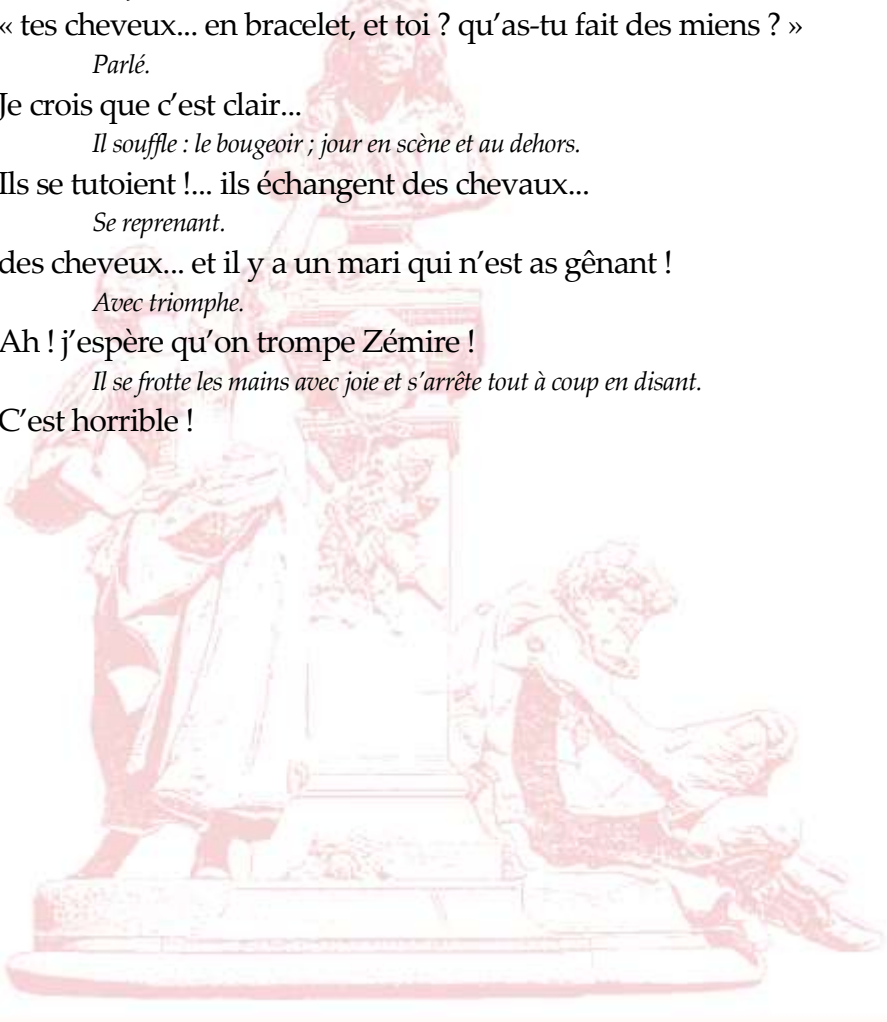 « tes cheveux... en bracelet, et toi ? qu’as-tu fait des miens ? »
Parlé.
Je crois que c’est clair...
Il souffle : le bougeoir ; jour en scène et au dehors.
Ils se tutoient !... ils échangent des chevaux...
Se reprenant.
des cheveux... et il y a un mari qui n’est as gênant !
Avec triomphe.
Ah ! j’espère qu’on trompe Zémire !
Il se frotte les mains avec joie et s’arrête tout à coup en disant.
C’est horrible !